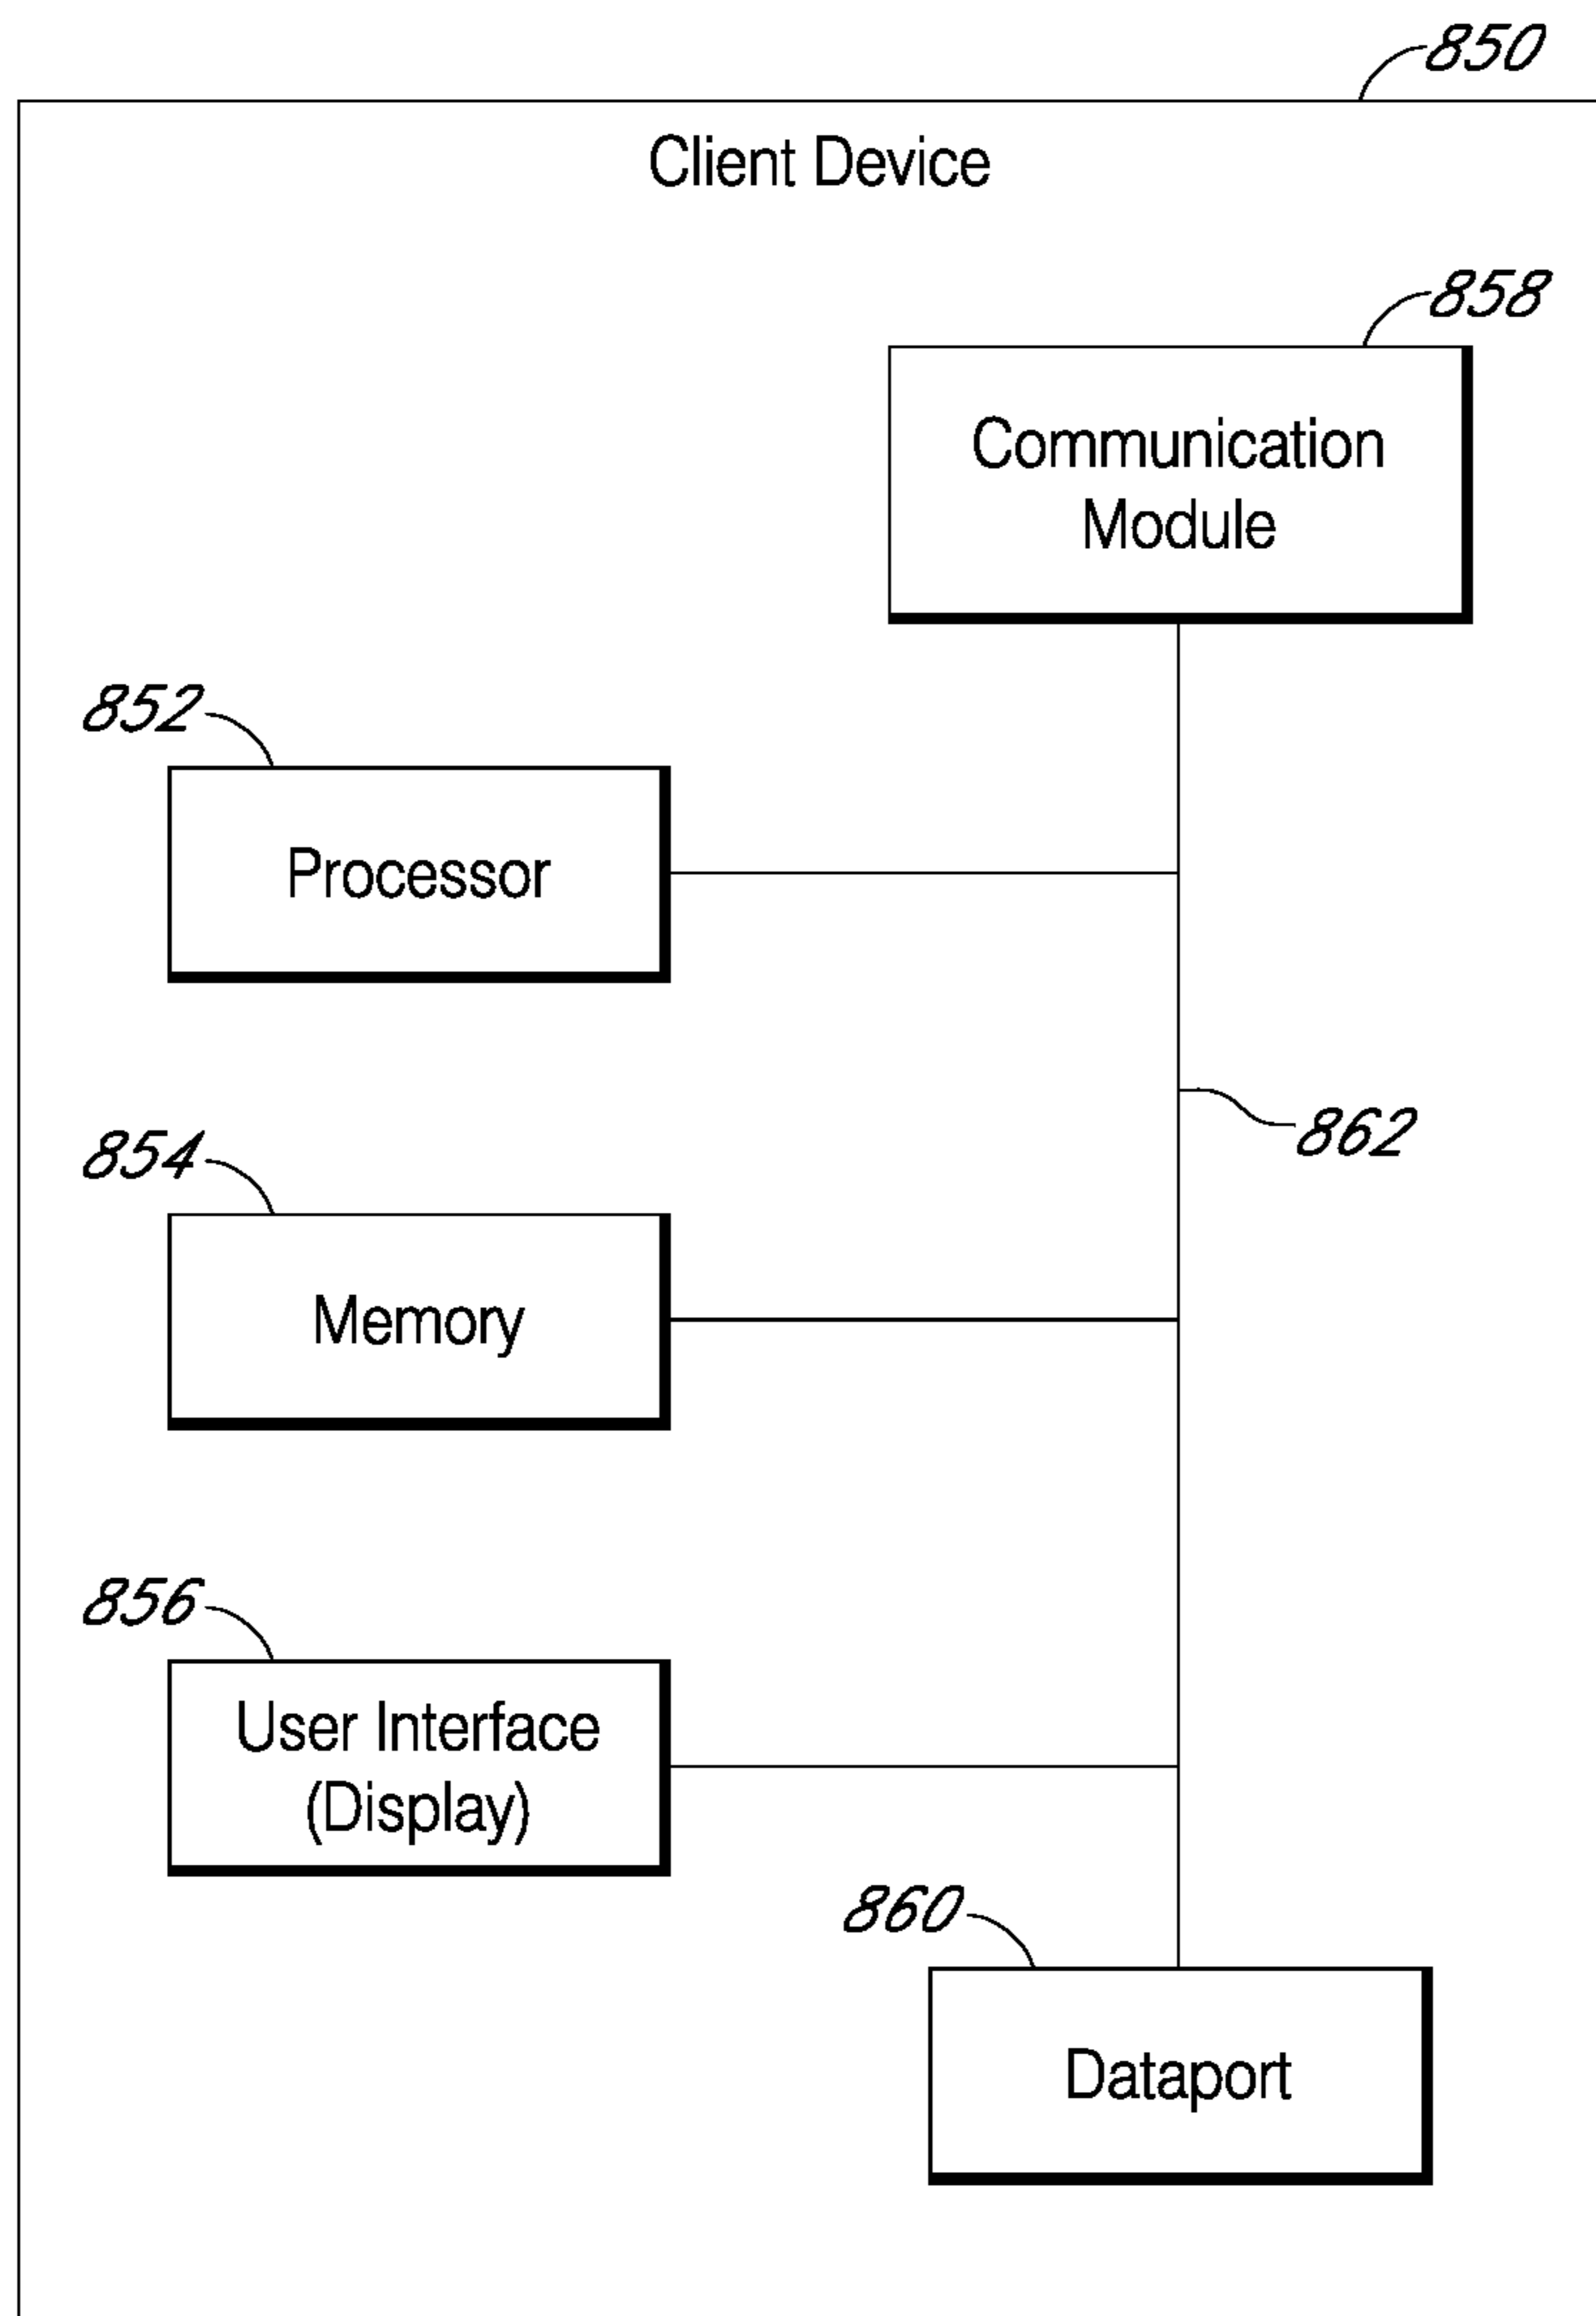 850
Client Device
858
Communication
Module
852
Processor
862
854
Memory
856
User Interface
(Display)
860
Dataport